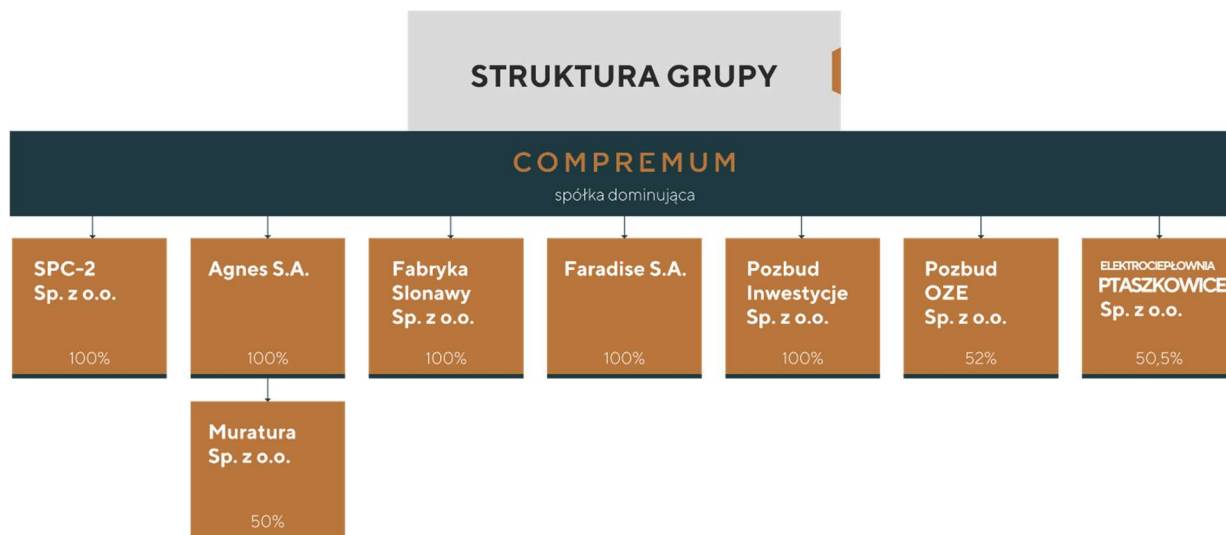 STRUKTURA GRUPY
COMPREMUM
spółka dominująca
SPC-2
Sp. z o.o.
100%
Agnes S.A.
100%
Fabryka
Slonawy
Sp. z o.o.
100%
Faradise S.A.
100%
Pozbud
Inwestycje
Sp. z o.o.
100%
Pozbud
OZE
Sp. z o.o.
52%
ELEKTROCIEPŁOWNIA
PTASZKOWICE
Sp. z o.o.
50,5%
Muratura
Sp. z o.o.
50%